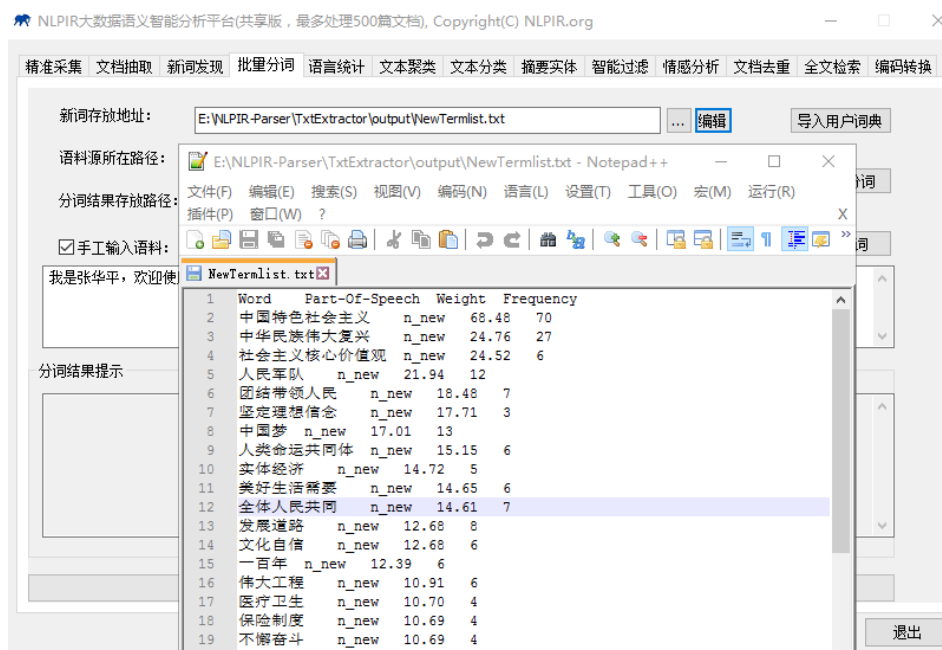 NLPIR大数据语义智能分析平台(共享版，最多处理500篇文档), Copyright(C) NLPIR.org
精准采集 文档抽取 新词发现 批量分词 语言统计 文本聚类 文本分类 摘要实体 智能过滤 情感分析 文档去重 全文检索 编码转换
新词存放地址: E:\NLPIR-Parser\TxtExtractor\output\NewTermlist.txt ... 编辑 导入用户词典
语料源所在路径:
分词结果存放路径:
手工输入语料:
我是张华平，欢迎使
分词结果提示
E:\NLPIR-Parser\TxtExtractor\output\NewTermlist.txt - Notepad++
文件(F) 编辑(E) 搜索(S) 视图(V) 编码(N) 语言(L) 设置(T) 工具(O) 宏(M) 运行(R)
插件(P) 窗口(W) ? X
NewTermlist.txt
1 Word Part-Of-Speech Weight Frequency
2 中国特色社会主义 n_new 68.48 70
3 中华民族伟大复兴 n_new 24.76 27
4 社会主义核心价值观 n_new 24.52 6
5 人民军队 n_new 21.94 12
6 团结带领人民 n_new 18.48 7
7 坚定理想信念 n_new 17.71 3
8 中国梦 n_new 17.01 13
9 人类命运共同体 n_new 15.15 6
10 实体经济 n_new 14.72 5
11 美好生活需要 n_new 14.65 6
12 全体人民共同 n_new 14.61 7
13 发展道路 n_new 12.68 8
14 文化自信 n_new 12.68 6
15 一百年 n_new 12.39 6
16 伟大工程 n_new 10.91 6
17 医疗卫生 n_new 10.70 4
18 保险制度 n_new 10.69 4
19 不懈奋斗 n_new 10.69 4
词
退出